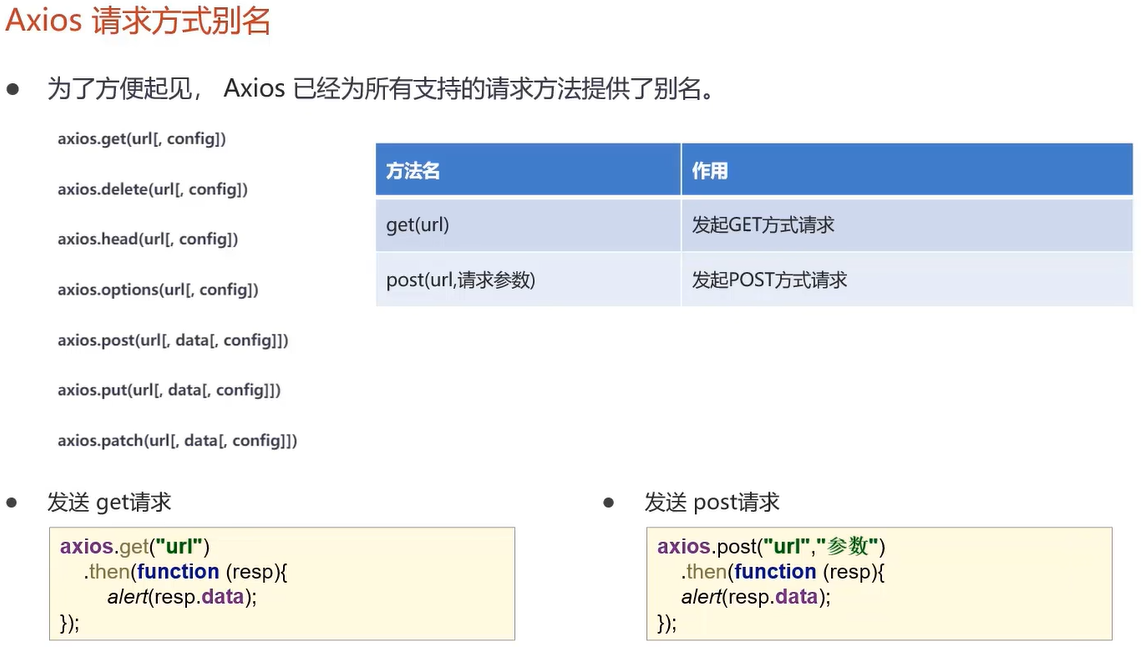 Axios 请求方式别名
● 为了方便起见， Axios 已经为所有支持的请求方法提供了别名。
axios.get(url[, config])
axios.delete(url[, config])
axios.head(url[, config])
axios.options(url[, config])
axios.post(url[, data[, config]])
axios.put(url[, data[, config]])
axios.patch(url[, data[, config]])
方法名 作用
get(url) 发起GET方式请求
post(url,请求参数) 发起POST方式请求
● 发送 get请求
axios.get("url")
.then(function (resp){
alert(resp.data);
});
● 发送 post请求
axios.post("url","参数")
.then(function (resp){
alert(resp.data);
});